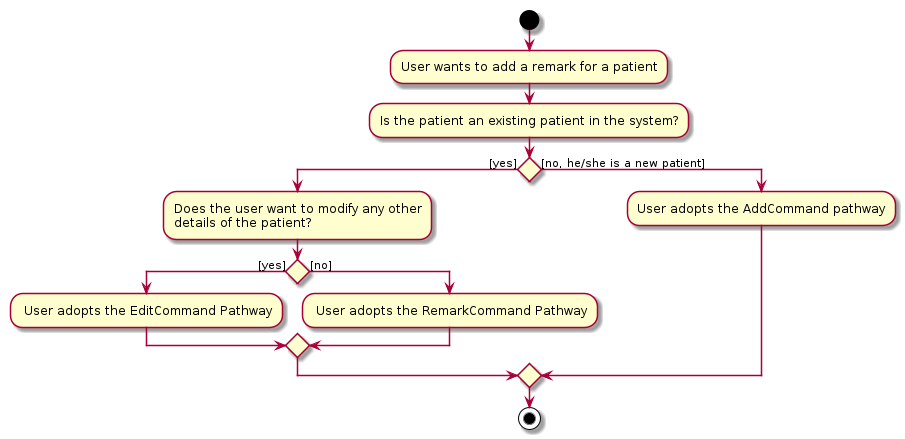 User wants to add a remark for a patient
Is the patient an existing patient in the system?
[yes]
[no, he/she is a new patient]
Does the user want to modify any other
details of the patient?
User adopts the AddCommand pathway
[yes]
[no]
User adopts the EditCommand Pathway
User adopts the RemarkCommand Pathway